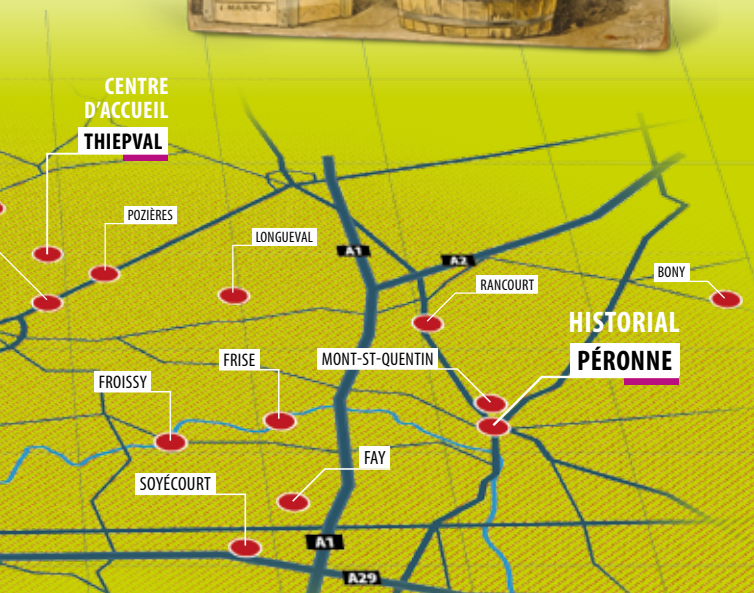 (MARNE)
CENTRE
D'ACCUEIL
THIEPVAL
POZIÈRES
LONGUEVAL
A1
A2
RANCOURT
BONY
HISTORIAL
PÉRONNE
MONT-ST-QUENTIN
FRISE
FROISSY
FAY
SOYÉCOURT
A1
A29